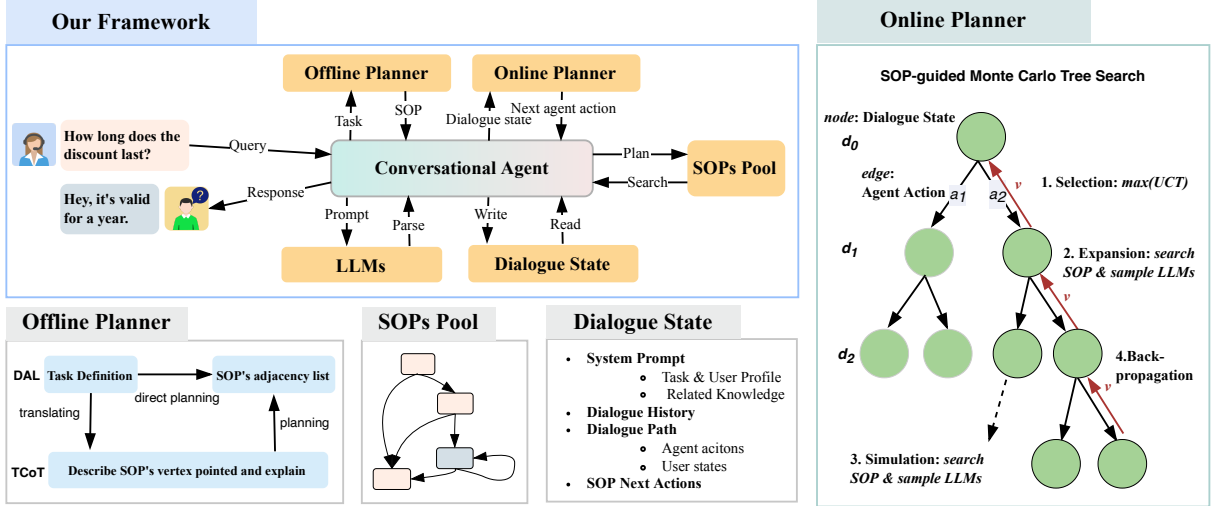 Our Framework
Offline Planner
Online Planner
Task
SOP
Dialogue state
Next agent action
How long does the
discount last?
Query
Conversational Agent
Plan
Search
SOPs Pool
Hey, it's valid
for a year.
Response
Prompt
Parse
Write
Read
LLMs
Dialogue State
Offline Planner
DAL
Task Definition
direct planning
SOP's adjacency list
translating
planning
TCoT
Describe SOP's vertex pointed and explain
SOPs Pool
Dialogue State
• System Prompt
Task & User Profile
Related Knowledge
• Dialogue History
• Dialogue Path
Agent acitons
User states
• SOP Next Actions
Online Planner
SOP-guided Monte Carlo Tree Search
node: Dialogue State
d0
edge:
Agent Action
a1
a2
v
1. Selection: max(UCT)
d1
2. Expansion: search
SOP & sample LLMs
v
d2
4.Back-
propagation
v
3. Simulation: search
SOP & sample LLMs